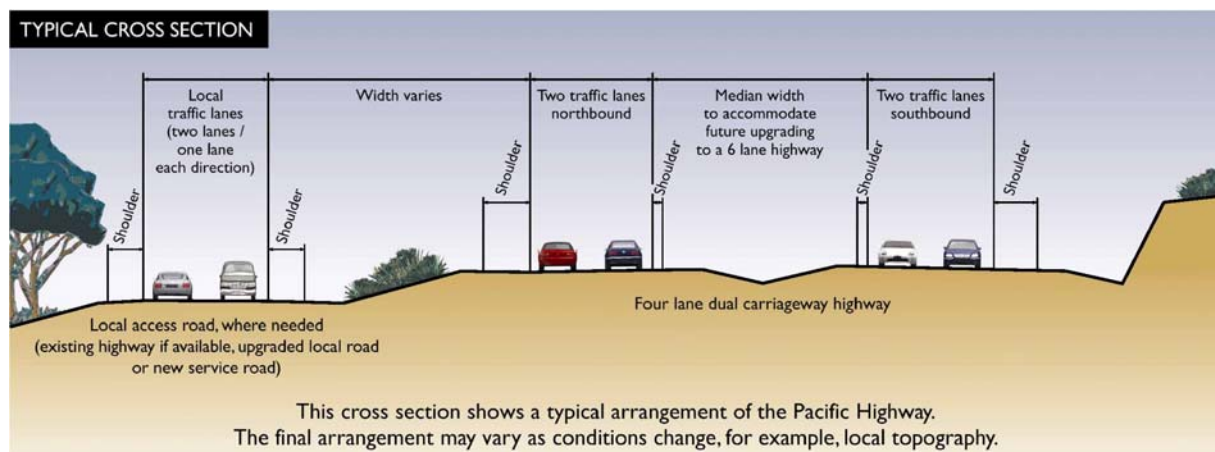 TYPICAL CROSS SECTION
Local
traffic lanes
(two lanes /
one lane
each direction)
Width varies
Two traffic lanes
northbound
Median width
to accommodate
future upgrading
to a 6 lane highway
Two traffic lanes
southbound
Shoulder
Shoulder
Shoulder
Shoulder
Shoulder
Shoulder
Four lane dual carriageway highway
Local access road, where needed
(existing highway if available, upgraded local road
or new service road)
This cross section shows a typical arrangement of the Pacific Highway.
The final arrangement may vary as conditions change, for example, local topography.